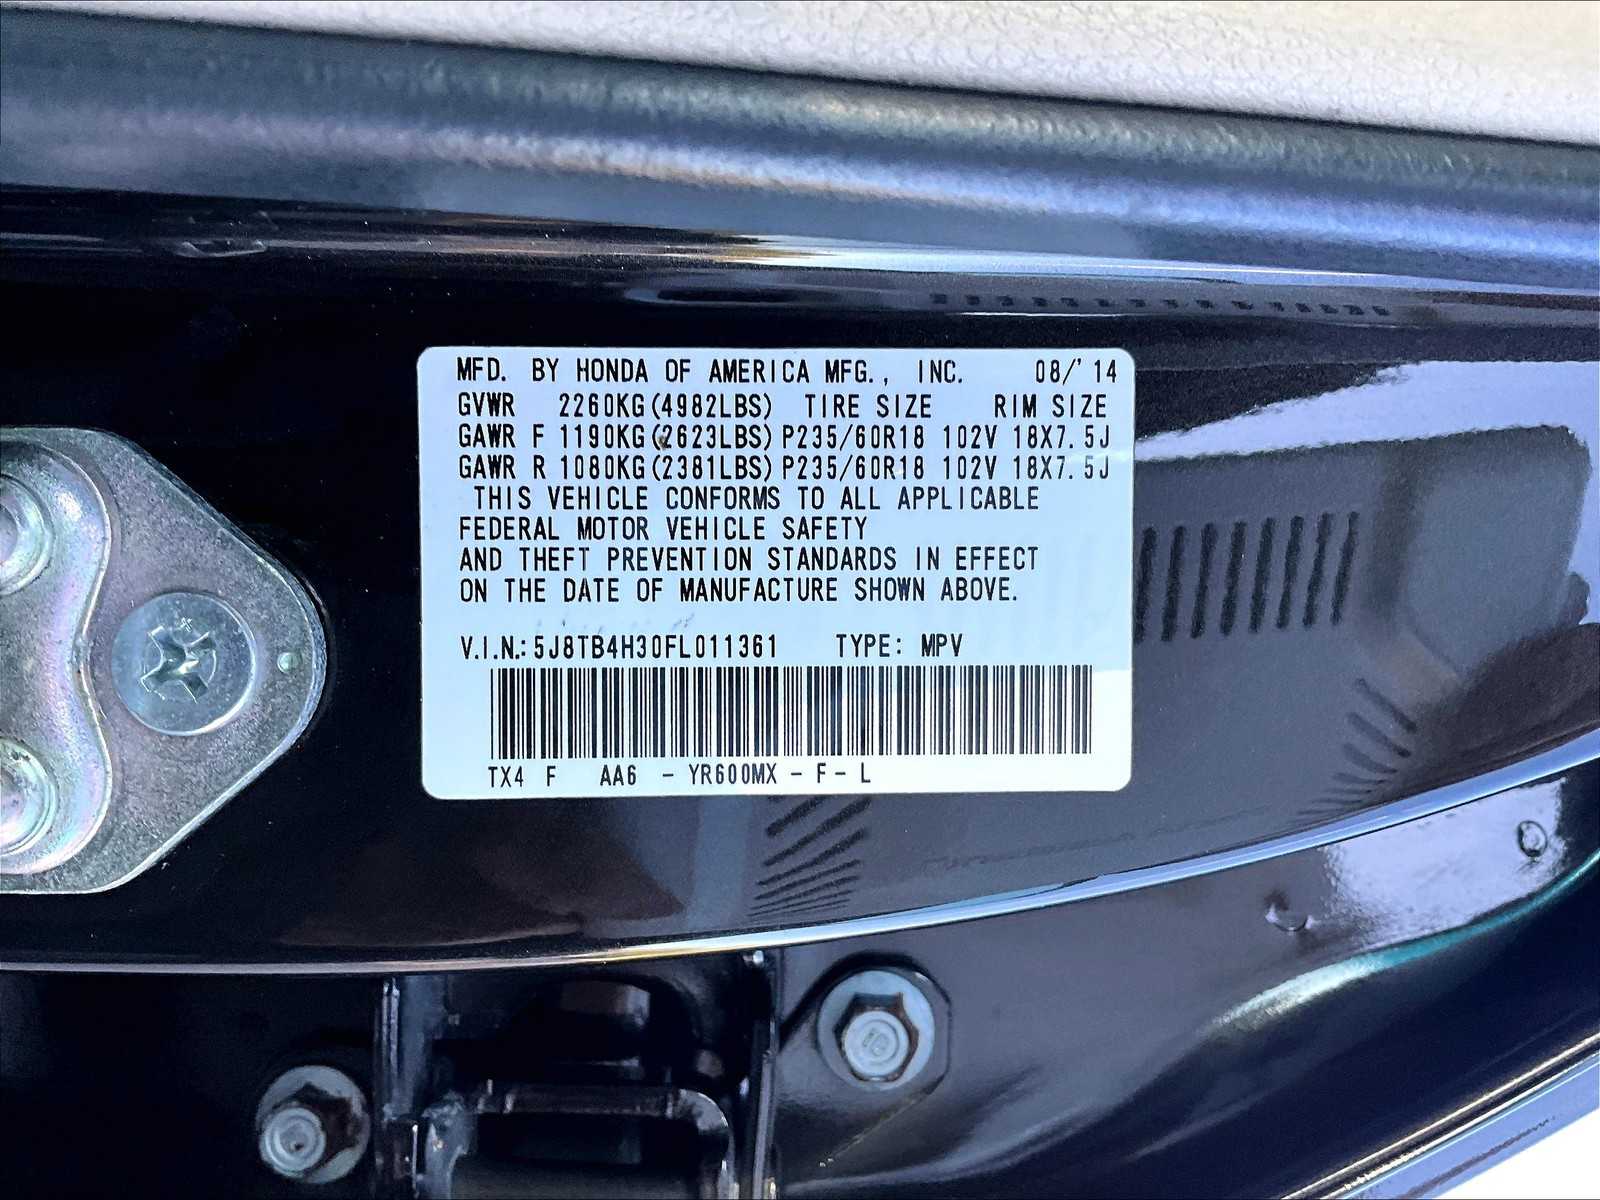 MFD. BY HONDA OF AMERICA MFG., INC. 08/'14
GVWR 2260KG(4982LBS) TIRE SIZE RIM SIZE
GAWR F 1190KG(2623LBS) P235/60R18 102V 18X7.5J
GAWR R 1080KG(2381LBS) P235/60R18 102V 18X7.5J
THIS VEHICLE CONFORMS TO ALL APPLICABLE
FEDERAL MOTOR VEHICLE SAFETY
AND THEFT PREVENTION STANDARDS IN EFFECT
ON THE DATE OF MANUFACTURE SHOWN ABOVE.
V.I.N.: 5J8TB4H30FL011361 TYPE: MPV
TX4 F AA6 - YR600MX - F - L